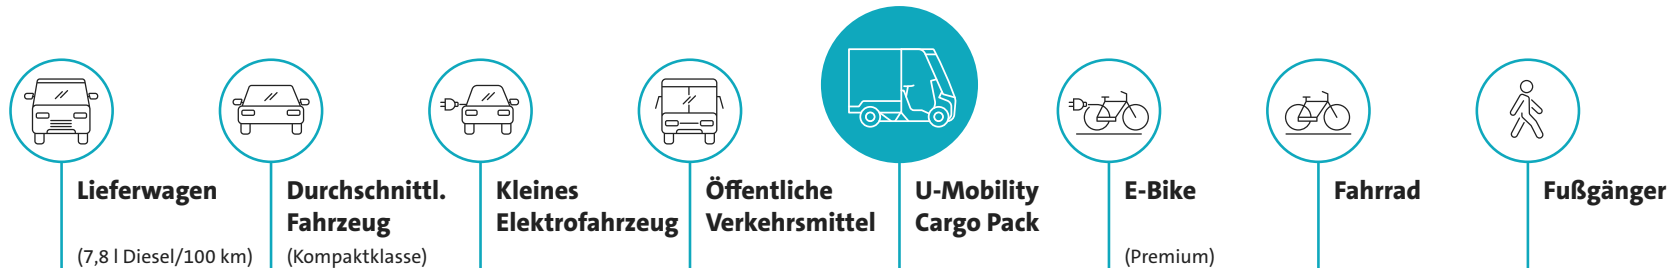 Lieferwagen
(7,8 l Diesel/100 km)
Durchschnittl.
Fahrzeug
(Kompaktklasse)
Kleines
Elektrofahrzeug
Öffentliche
Verkehrsmittel
U-Mobility
Cargo Pack
E-Bike
(Premium)
Fahrrad
Fußgänger